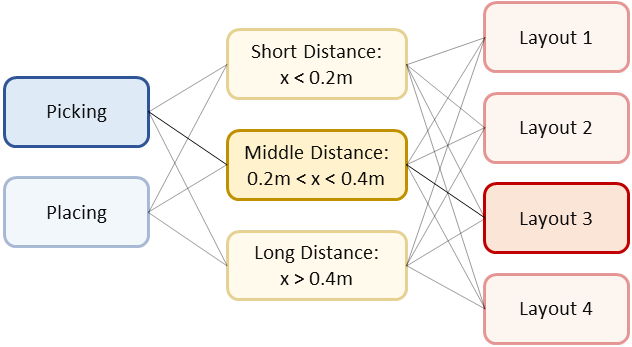 Picking
Placing
Short Distance:
x < 0.2m
Middle Distance:
0.2m < x < 0.4m
Long Distance:
x > 0.4m
Layout 1
Layout 2
Layout 3
Layout 4